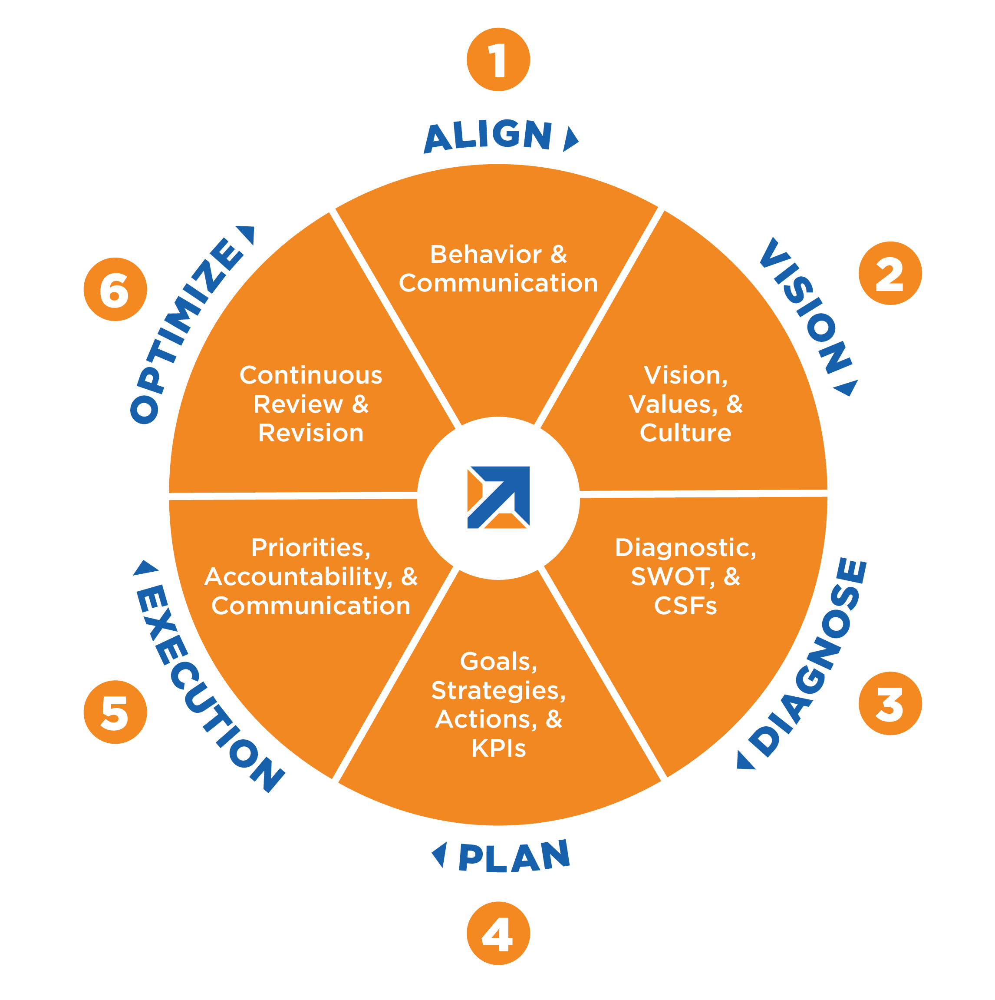 1
ALIGN
Behavior &
Communication
2
VISION
Vision,
Values, &
Culture
3
DIAGNOSE
Diagnostic,
SWOT, &
CSFs
4
PLAN
Goals,
Strategies,
Actions, &
KPIs
5
EXECUTION
Priorities,
Accountability, &
Communication
6
OPTIMIZE
Continuous
Review &
Revision